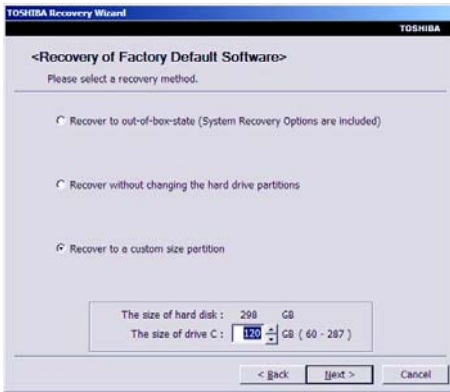 TOSHIBA Recovery Wizard
TOSHIBA
<Recovery of Factory Default Software>
Please select a recovery method.
Recover to out-of-box-state (System Recovery Options are included)
Recover without changing the hard drive partitions
Recover to a custom size partition
The size of hard disk : 298 GB
The size of drive C : 120 GB ( 60 - 287 )
< Back Next > Cancel